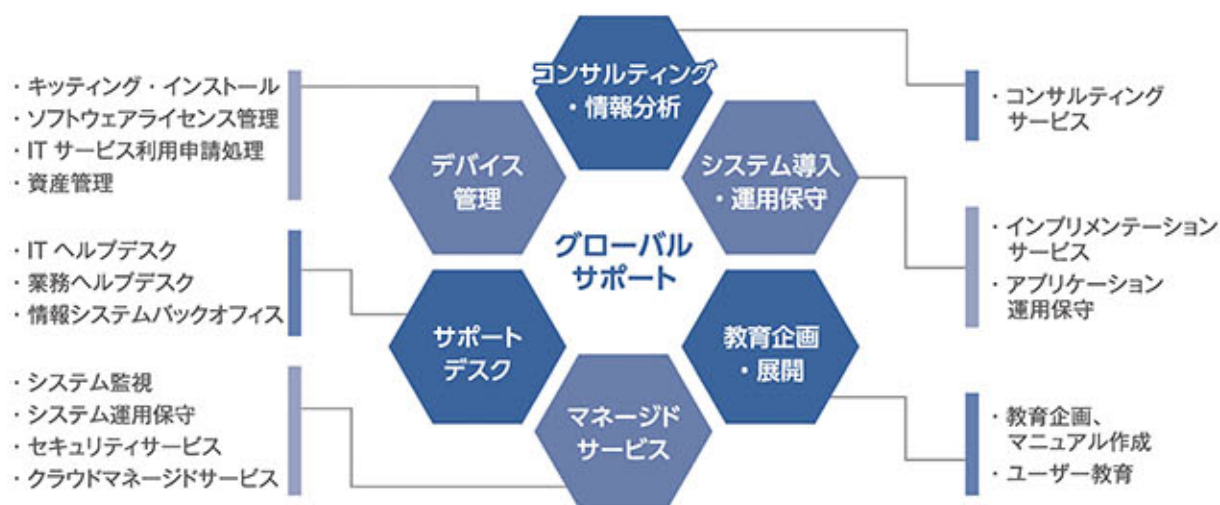 コンサルティング
・情報分析
・コンサルティング
サービス
デバイス
管理
・キッティング・インストール
・ソフトウェアライセンス管理
・IT サービス利用申請処理
・資産管理
システム導入
・運用保守
・インプリメンテーション
サービス
・アプリケーション
運用保守
グローバル
サポート
サポート
デスク
・IT ヘルプデスク
・業務ヘルプデスク
・情報システムバックオフィス
教育企画
・展開
・教育企画、
マニュアル作成
・ユーザー教育
マネージド
サービス
・システム監視
・システム運用保守
・セキュリティサービス
・クラウドマネージドサービス